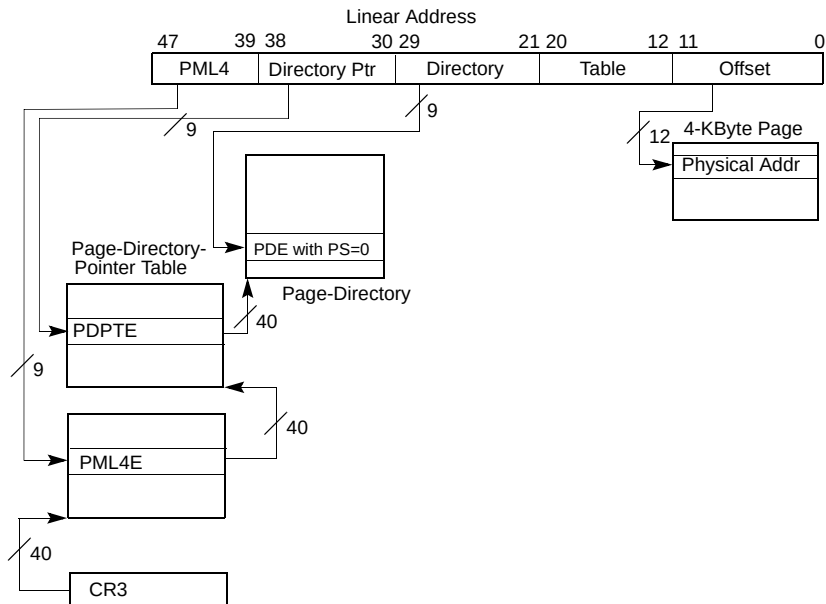 Linear Address
47 39 38 30 29 21 20 12 11 0
PML4 Directory Ptr Directory Table Offset
9
9
12
4-KByte Page
Physical Addr
PDE with PS=0
Page-Directory-
Pointer Table
Page-Directory
PDPTE
40
9
40
PML4E
40
CR3